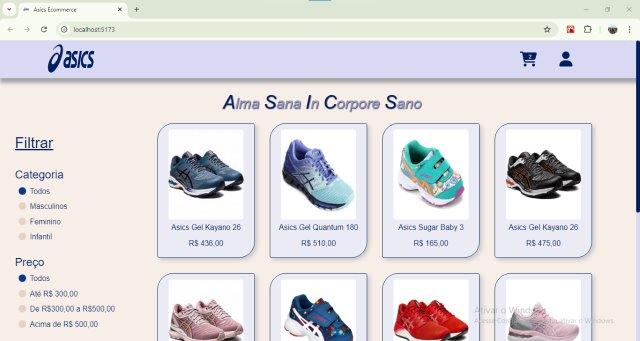 Asics Ecommerce
localhost:5173
asics
Alma Sana In Corpore Sano
Filtrar
Categoria
Todos
Masculinos
Feminino
Infantil
Preço
Todos
Até R$ 300,00
De R$300,00 a R$500,00
Acima de R$ 500,00
Asics Gel Kayano 26
R$ 436,00
Asics Gel Quantum 180
R$ 510,00
Asics Sugar Baby 3
R$ 165,00
Asics Gel Kayano 26
R$ 475,00
Ativar o Windows
ativar o Windows.